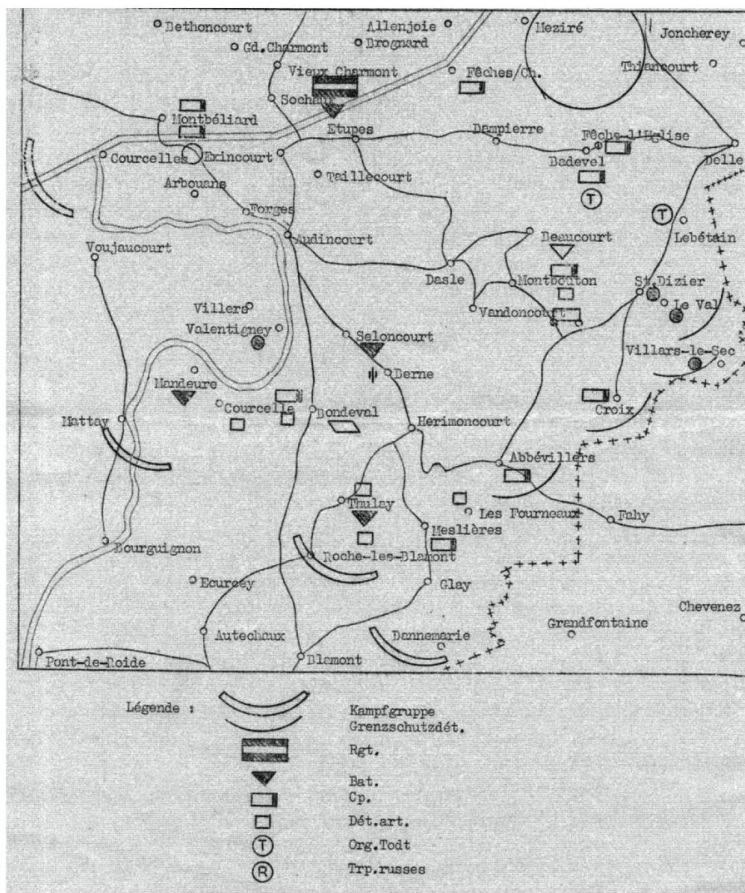 Dethoncourt
Allenjoie
Meziré
Joncherey
Gd.Charmont
Brognard
Thiancourt
Vieux Charmont
Fêches/Ch.
Sochaux
Montbéliard
Etupes
Dampierre
Fêche-l'Eglise
Courcelles
Exincourt
Badevel
Delle
Arbouans
Taillecourt
T
Forges
T
Lebétain
Audincourt
Beaucourt
Voujaucourt
Dasle
Montbouton
St.Dizier
Villers
Vandoncourt
Le Val
Valentigney
Seloncourt
Villars-le-Sec
Mandeure
Derne
Courcelle
Bondeval
Croix
Mattay
Herimoncourt
Abbévillers
Thulay
Les Fourneaux
Fahy
Meslières
Bourguignon
Roche-les-Blamont
Ecurcey
Glay
Chevenez
Autechaux
Dannemarie
Grandfontaine
Pont-de-Roide
Blamont
Légende :
Kampfgruppe
Grenzschutzdét.
Rgt.
Bat.
Cp.
Dét.art.
T Org.Todt
R Trp.russes